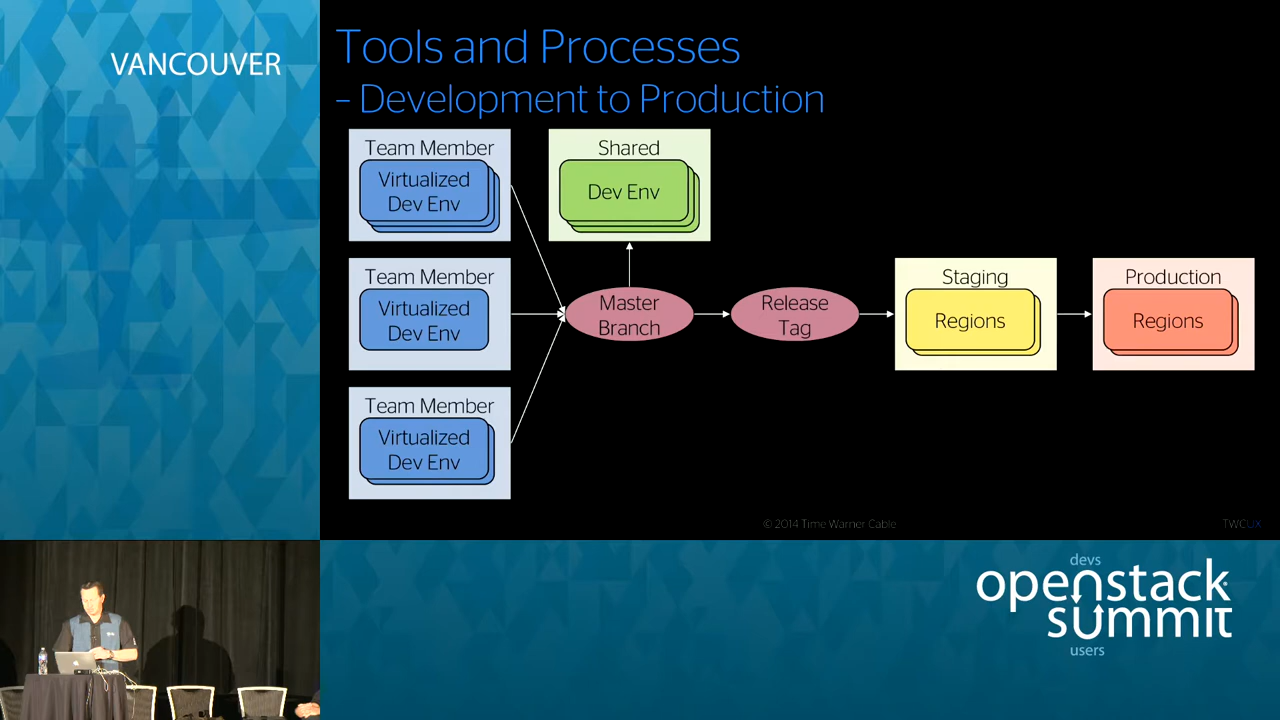 VANCOUVER
Tools and Processes
– Development to Production
Team Member
Virtualized
Dev Env
Shared
Dev Env
Team Member
Virtualized
Dev Env
Master
Branch
Release
Tag
Staging
Regions
Production
Regions
Team Member
Virtualized
Dev Env
© 2014 Time Warner Cable
TWCUX
devs
openstack
summit
users